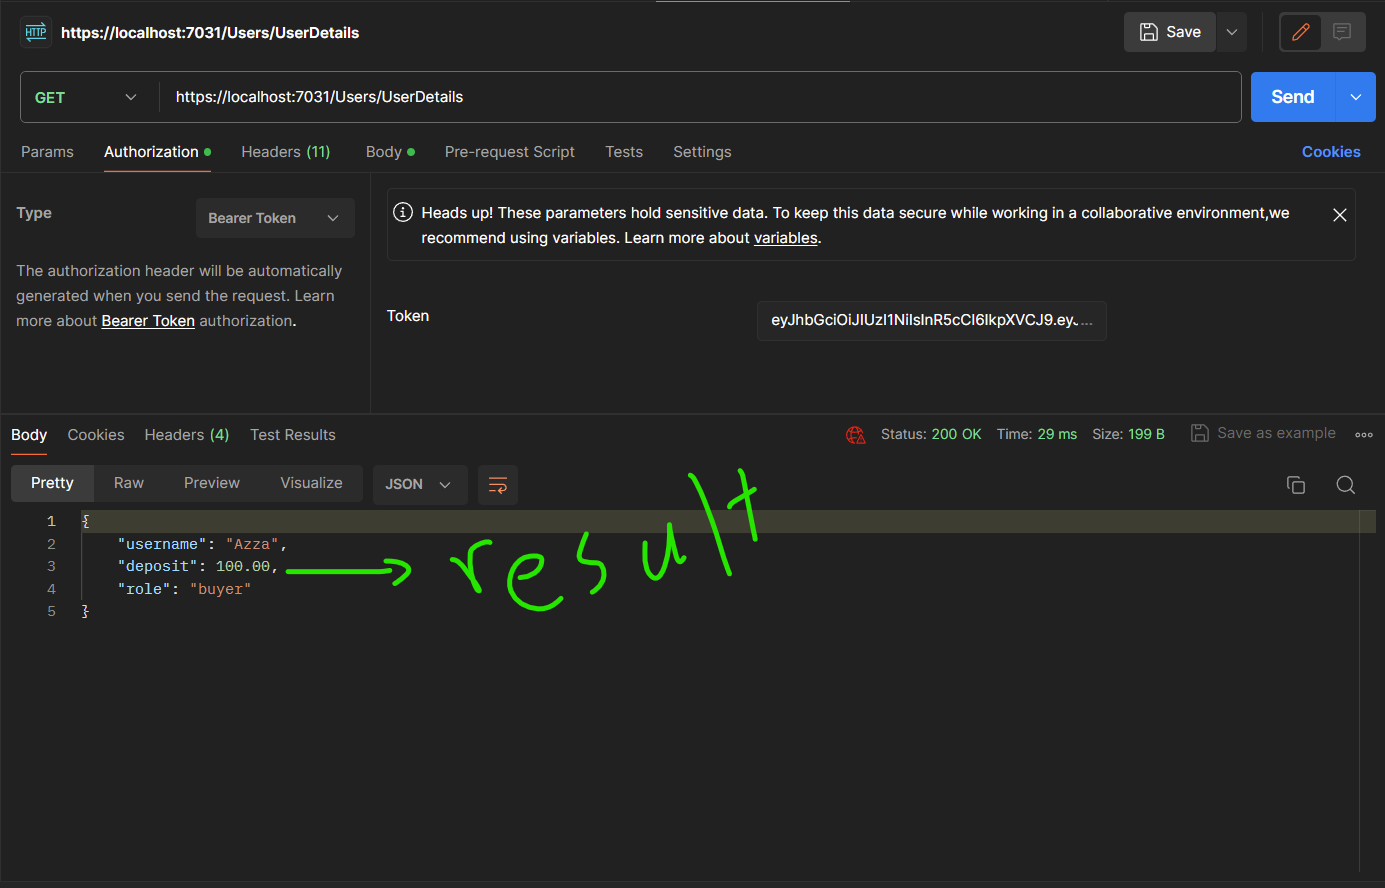 HTTP https://localhost:7031/Users/UserDetails Save
GET https://localhost:7031/Users/UserDetails Send
Params Authorization Headers (11) Body Pre-request Script Tests Settings Cookies
Type Bearer Token
The authorization header will be automatically
generated when you send the request. Learn
more about Bearer Token authorization.
Heads up! These parameters hold sensitive data. To keep this data secure while working in a collaborative environment,we
recommend using variables. Learn more about variables.
Token eyJhbGciOiJIUzI1NiIsInR5cCI6IkpXVCJ9.eyJ...
Body Cookies Headers (4) Test Results Status: 200 OK Time: 29 ms Size: 199 B Save as example
Pretty Raw Preview Visualize JSON
1 {
2 "username": "Azza",
3 "deposit": 100.00,
4 "role": "buyer"
5 }
result